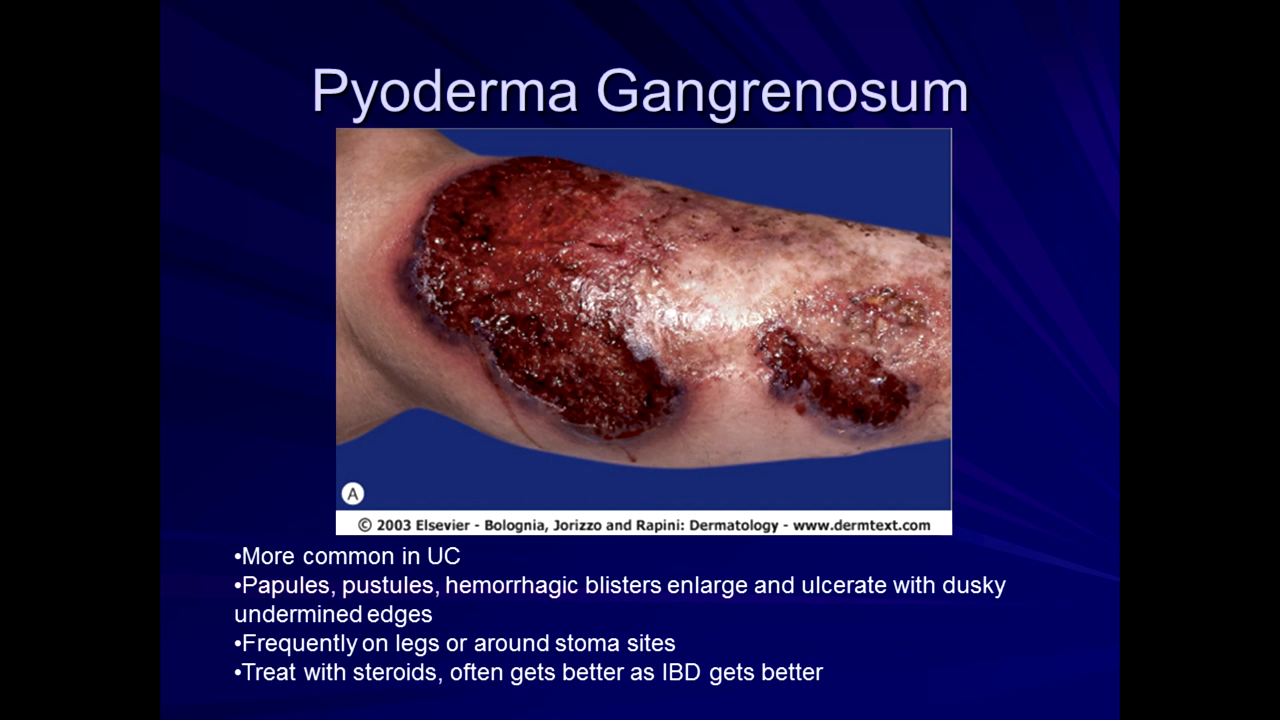 Pyoderma Gangrenosum
A
© 2003 Elsevier - Bolognia, Jorizzo and Rapini: Dermatology - www.dermtext.com
•More common in UC
•Papules, pustules, hemorrhagic blisters enlarge and ulcerate with dusky
undermined edges
•Frequently on legs or around stoma sites
•Treat with steroids, often gets better as IBD gets better